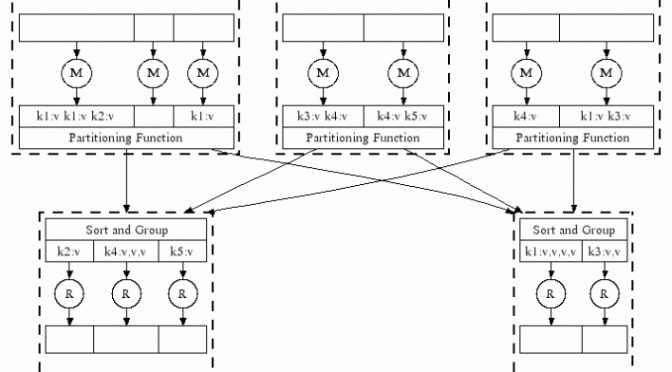 M M M M M M M
k1:v k1:v k2:v k1:v k3:v k4:v k4:v k5:v k4:v k1:v k3:v
Partitioning Function Partitioning Function Partitioning Function
Sort and Group Sort and Group
k2:v k4:v,v,v k5:v k1:v,v,v,v k3:v,v
R R R R R